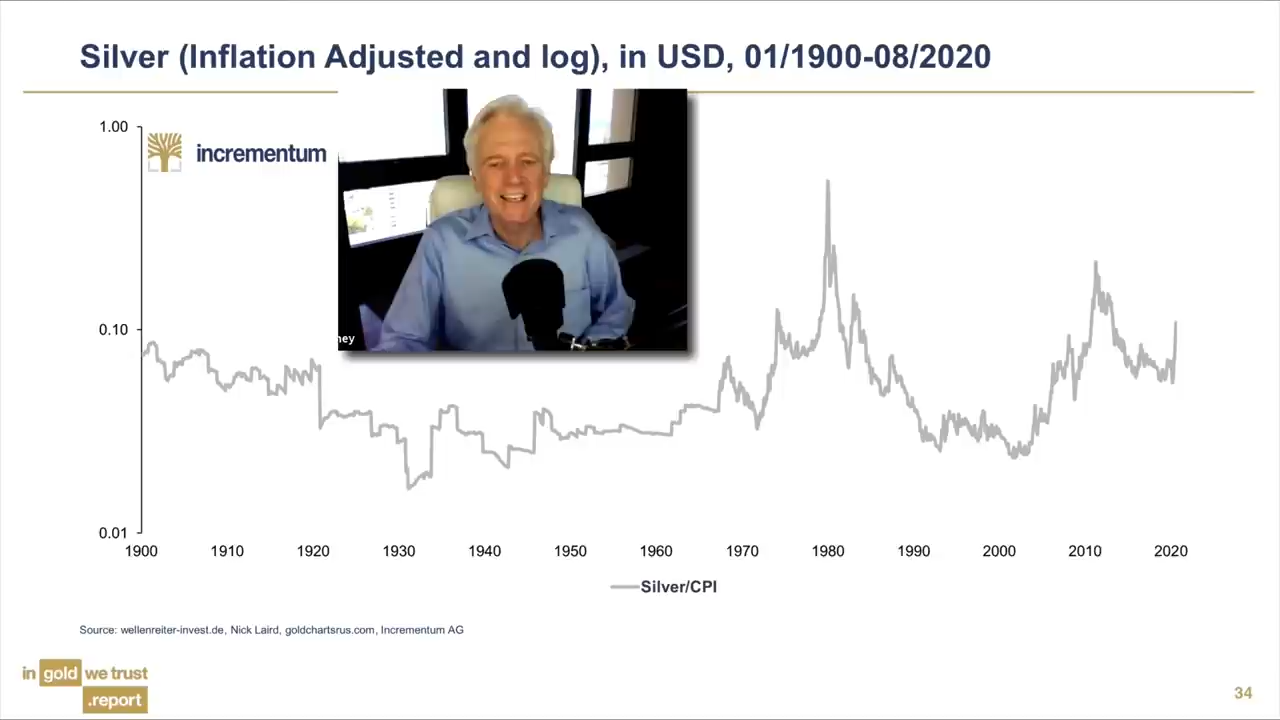 Silver (Inflation Adjusted and log), in USD, 01/1900-08/2020
1.00
incrementum
ney
0.10
0.01
1900 1910 1920 1930 1940 1950 1960 1970 1980 1990 2000 2010 2020
Silver/CPI
Source: wellenreiter-invest.de, Nick Laird, goldchartsrus.com, Incrementum AG
in gold we trust
.report
34